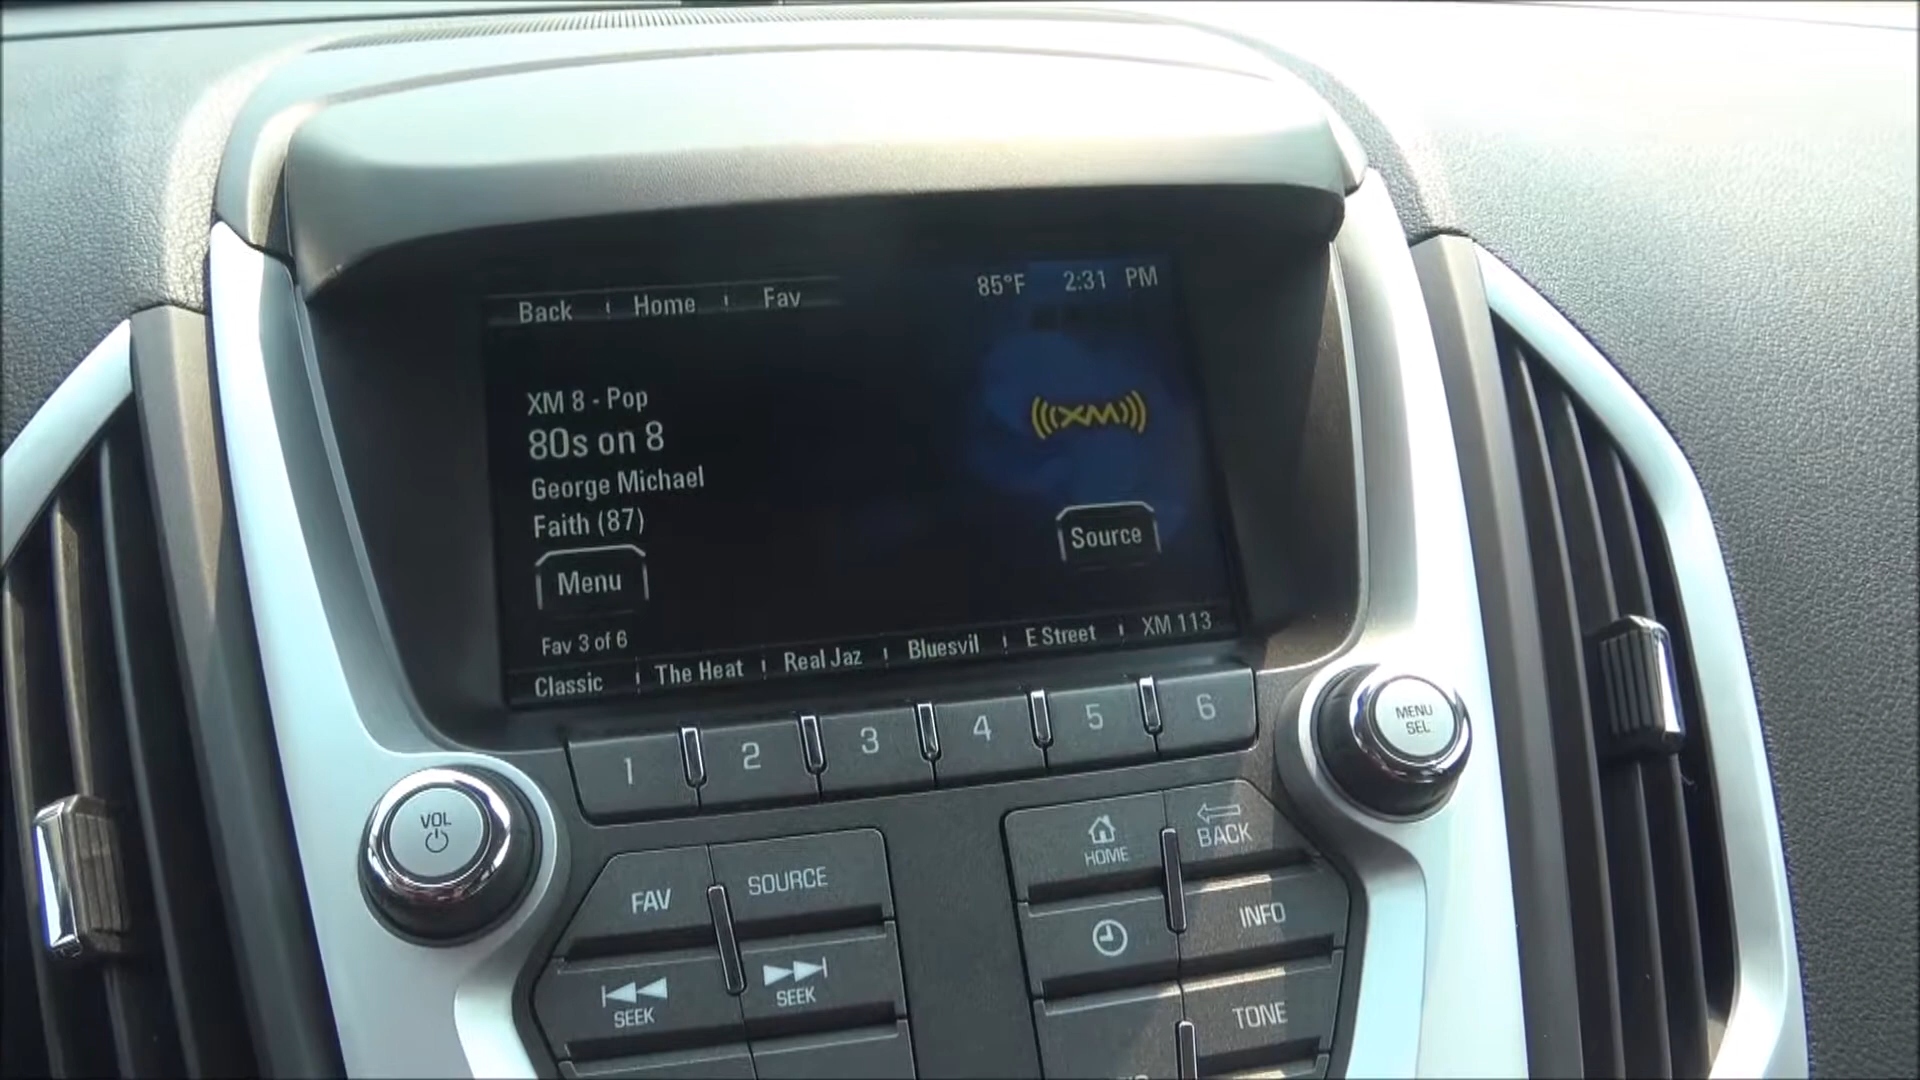 Back Home Fav
85°F 2:31 PM
XM 8 - Pop
80s on 8
George Michael
Faith (87)
((XM))
Menu
Source
Fav 3 of 6
Classic The Heat Real Jaz Bluesvil E Street XM 113
1 2 3 4 5 6
VOL
MENU
SEL
FAV
SOURCE
SEEK
SEEK
HOME
BACK
INFO
TONE